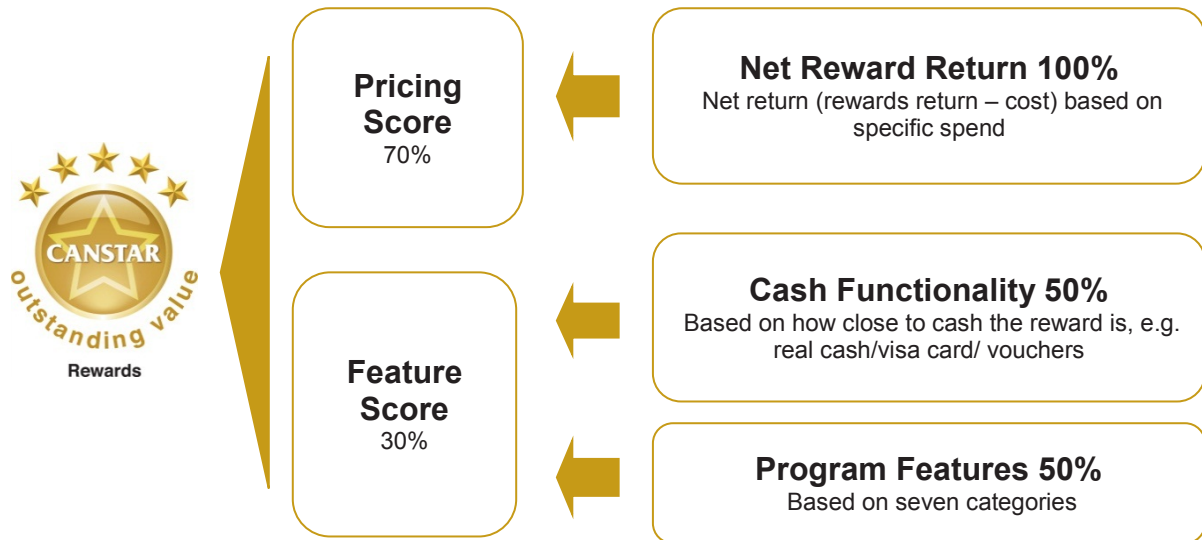 CANSTAR
outstanding value
Rewards
Pricing
Score
70%
Net Reward Return 100%
Net return (rewards return – cost) based on
specific spend
Feature
Score
30%
Cash Functionality 50%
Based on how close to cash the reward is, e.g.
real cash/visa card/ vouchers
Program Features 50%
Based on seven categories